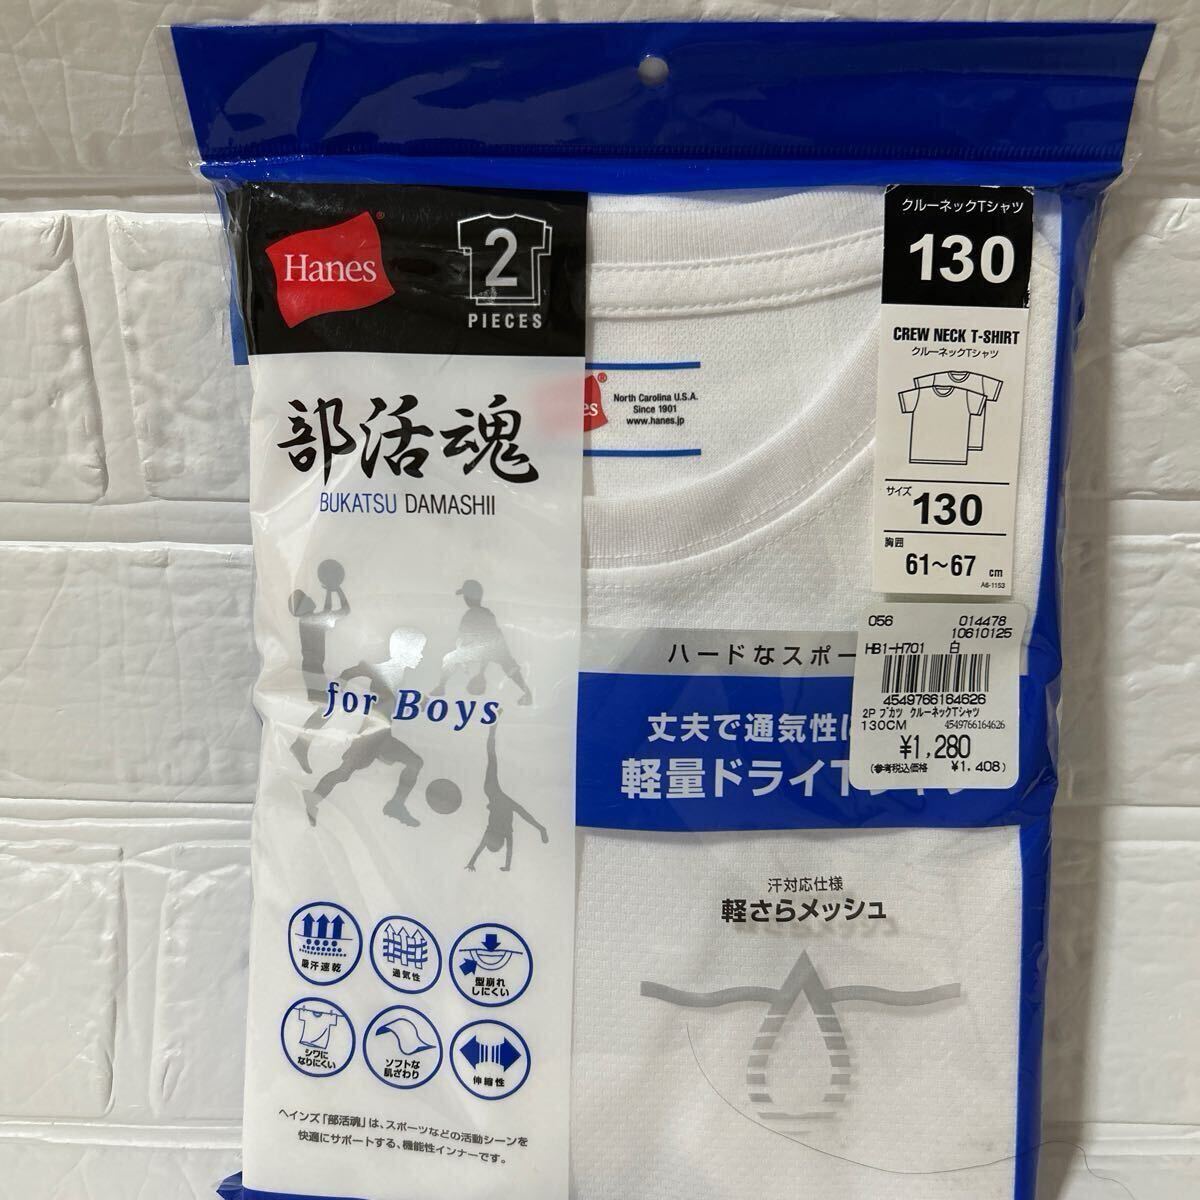 Hanes
2
PIECES
部活魂
BUKATSU DAMASHII
for Boys
吸汗速乾
通気性
型崩れ
しにくい
シワに
なりにくい
ソフトな
肌ざわり
伸縮性
ヘインズ「部活魂」は、スポーツなどの活動シーンを
快適にサポートする、機能性インナーです。
es
North Carolina U.S.A.
Since 1901
www.hanes.jp
クルーネックTシャツ
130
CREW NECK T-SHIRT
クルーネックTシャツ
サイズ
130
胸囲
61～67 cm
A6-1153
056 014478
10610125
HB1-H701 白
4549766164626
2P ブカツ クルーネックTシャツ
130CM 4549766164626
¥1,280
(参考税込価格 ¥1,408)
ハードなスポー
丈夫で通気性に
軽量ドライT
汗対応仕様
軽さらメッシュ